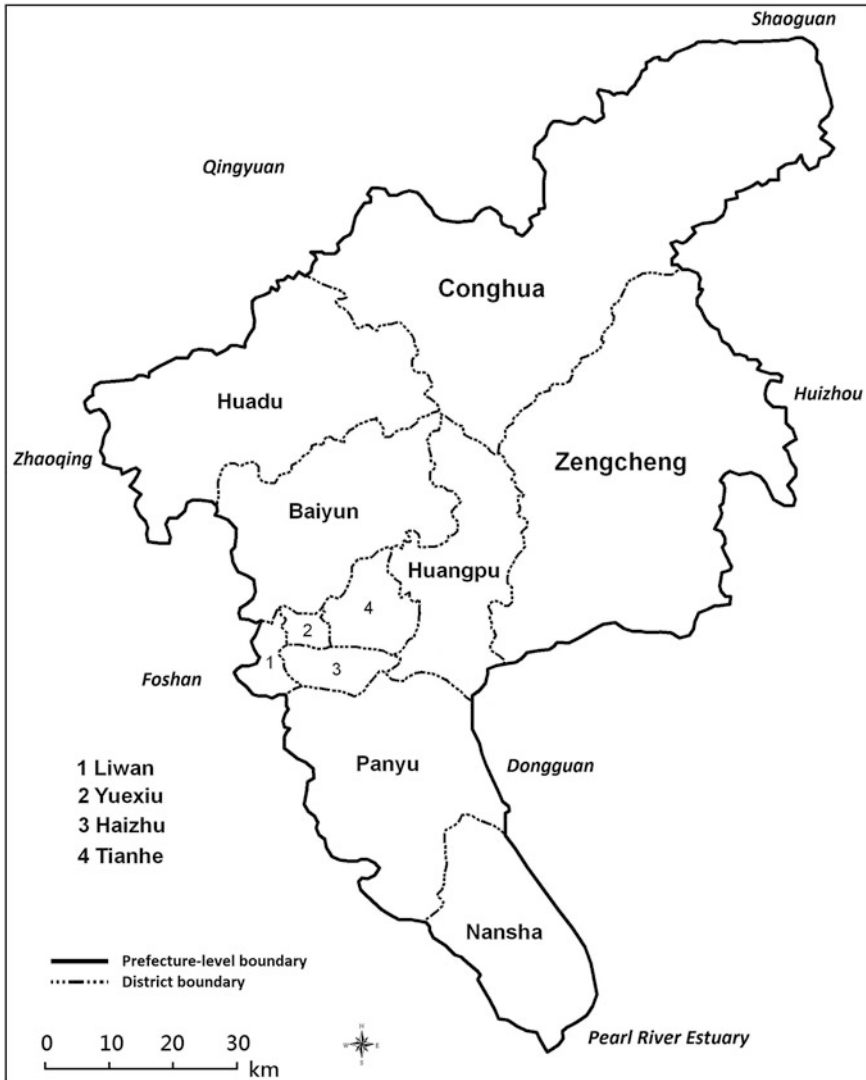 Shaoguan
Qingyuan
Conghua
Huadu
Huizhou
Zhaoqing
Zengcheng
Baiyun
Huangpu
4
2
1
3
Foshan
Panyu
Dongguan
1 Liwan
2 Yuexiu
3 Haizhu
4 Tianhe
Nansha
Prefecture-level boundary
District boundary
N
W E
S
Pearl River Estuary
0 10 20 30
km